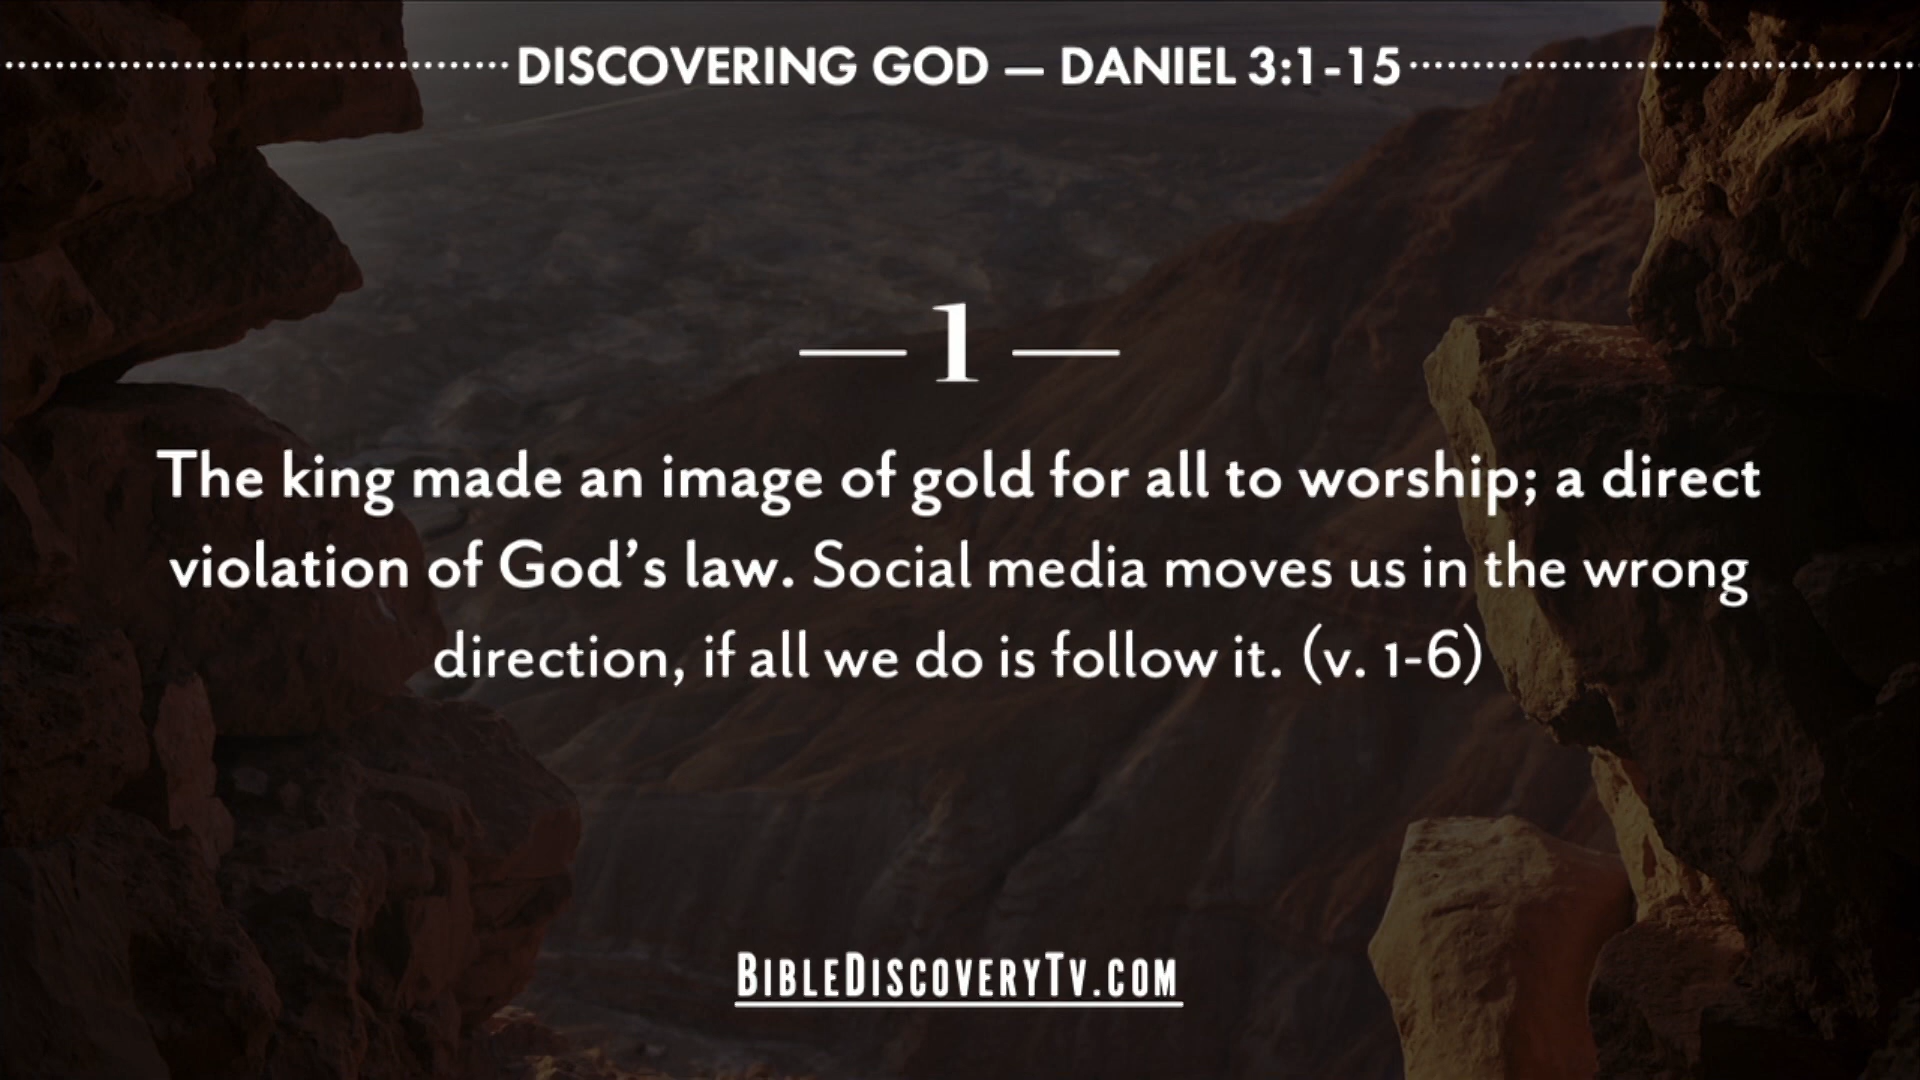 DISCOVERING GOD — DANIEL 3:1-15
— 1 —
The king made an image of gold for all to worship; a direct
violation of God’s law. Social media moves us in the wrong
direction, if all we do is follow it. (v. 1-6)
BIBLEDISCOVERYTV.COM